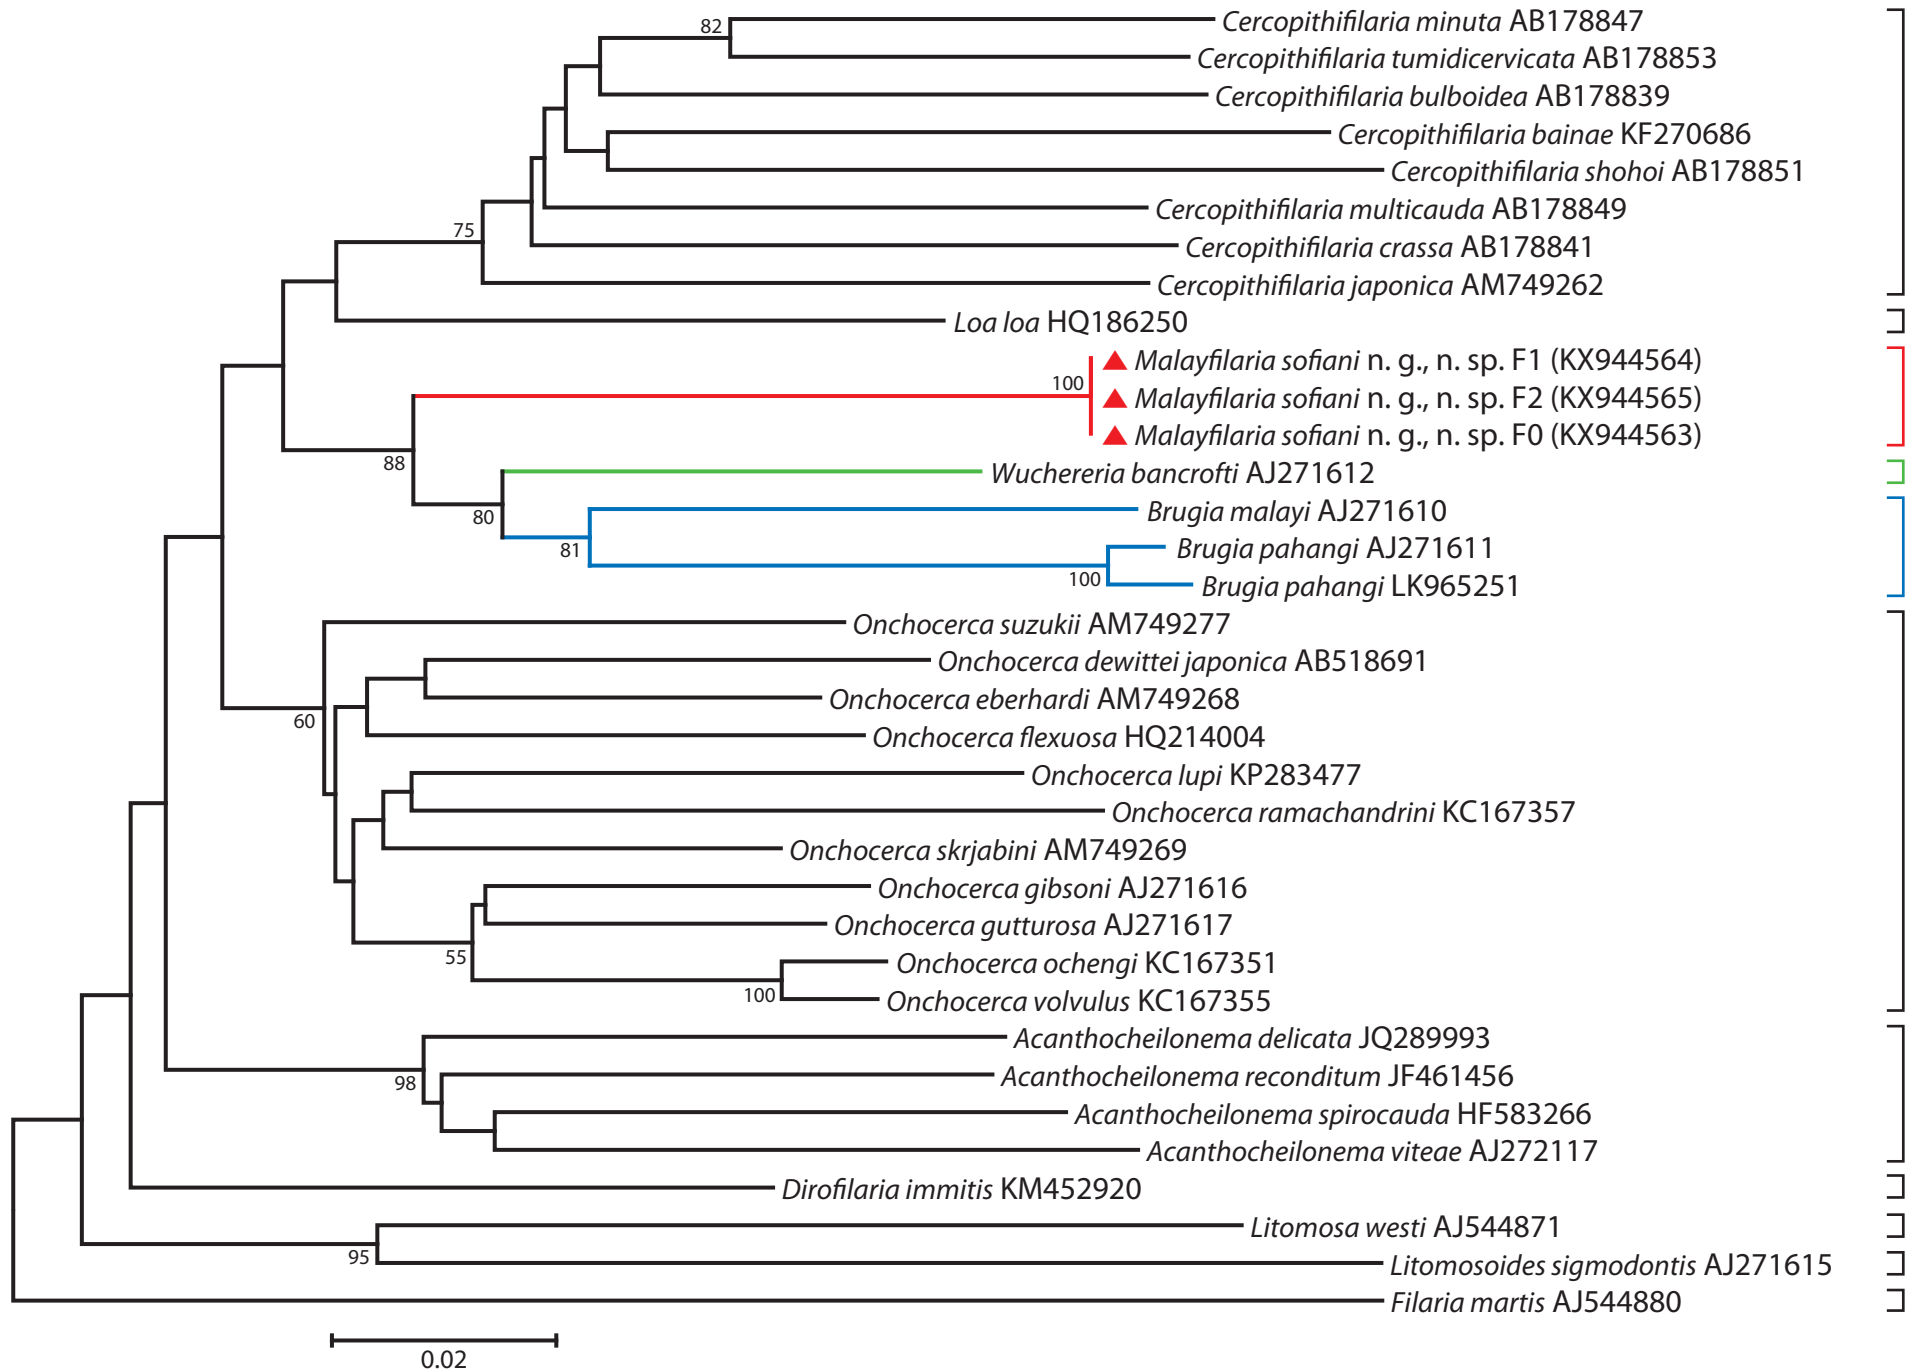 82
Cercopithifilaria minuta AB178847
Cercopithifilaria tumidicervicata AB178853
Cercopithifilaria bulboidea AB178839
Cercopithifilaria bainae KF270686
Cercopithifilaria shohoi AB178851
Cercopithifilaria multicauda AB178849
75
Cercopithifilaria crassa AB178841
Cercopithifilaria japonica AM749262
Loa loa HQ186250
Malayfilaria sofiani n. g., n. sp. F1 (KX944564)
100
Malayfilaria sofiani n. g., n. sp. F2 (KX944565)
Malayfilaria sofiani n. g., n. sp. F0 (KX944563)
88
Wuchereria bancrofti AJ271612
80
Brugia malayi AJ271610
81
Brugia pahangi AJ271611
100
Brugia pahangi LK965251
Onchocerca suzukii AM749277
Onchocerca dewittei japonica AB518691
Onchocerca eberhardi AM749268
60
Onchocerca flexuosa HQ214004
Onchocerca lupi KP283477
Onchocerca ramachandrini KC167357
Onchocerca skrjabini AM749269
Onchocerca gibsoni AJ271616
Onchocerca gutturosa AJ271617
55
Onchocerca ochengi KC167351
100
Onchocerca volvulus KC167355
Acanthocheilonema delicata JQ289993
98
Acanthocheilonema reconditum JF461456
Acanthocheilonema spirocauda HF583266
Acanthocheilonema viteae AJ272117
Dirofilaria immitis KM452920
Litomosa westi AJ544871
95
Litomosoides sigmodontis AJ271615
Filaria martis AJ544880
0.02